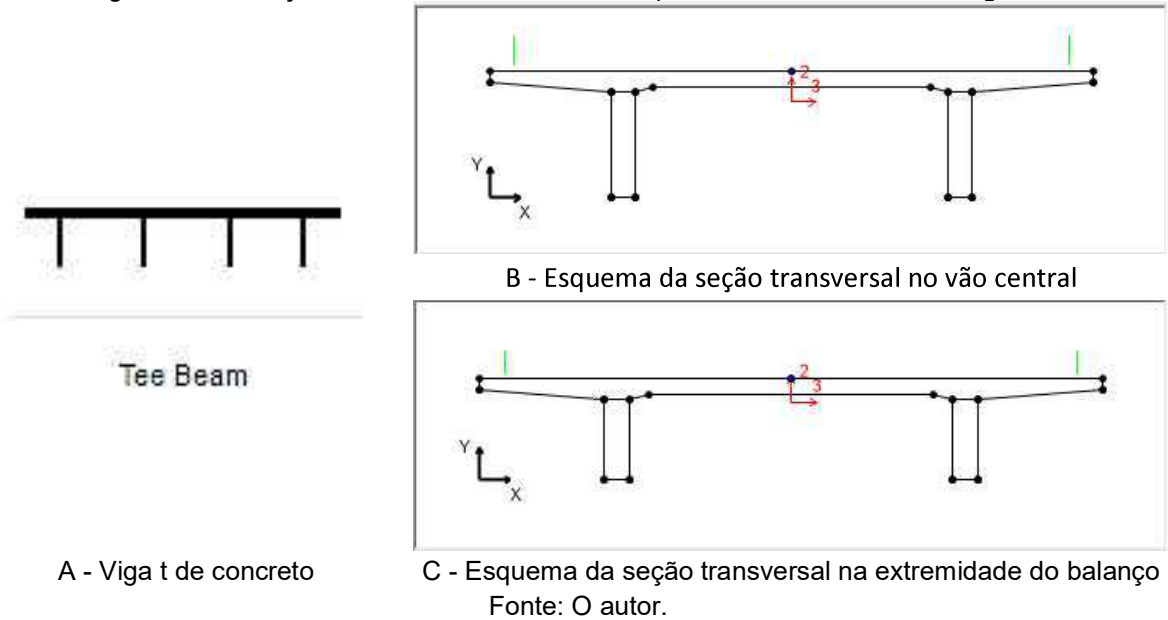 2
3
Y
X
B - Esquema da seção transversal no vão central
Tee Beam
2
3
Y
X
A - Viga t de concreto
C - Esquema da seção transversal na extremidade do balanço
Fonte: O autor.